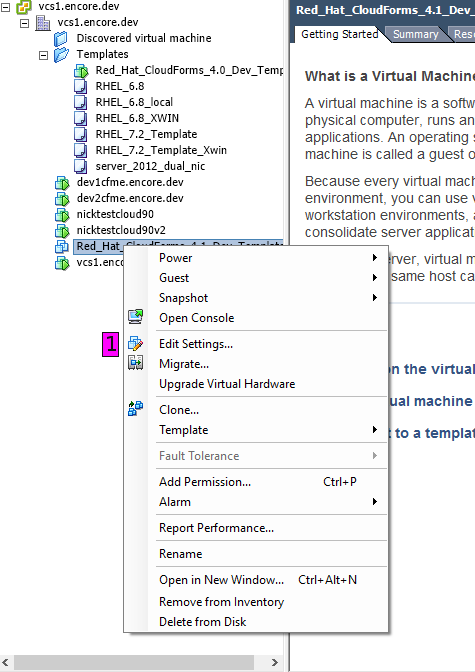 vcs1.encore.dev
vcs1.encore.dev
Discovered virtual machine
Templates
Red_Hat_CloudForms_4.0_Dev_Temp
RHEL_6.8
RHEL_6.8_local
RHEL_6.8_XWIN
RHEL_7.2_Template
RHEL_7.2_Template_Xwin
server_2012_dual_nic
dev1cfme.encore.dev
dev2cfme.encore.dev
nicktestcloud90
nicktestcloud90v2
Red_Hat_CloudForms_4.1_Dev_Template
vcs1.enco
1
Power
Guest
Snapshot
Open Console
Edit Settings...
Migrate...
Upgrade Virtual Hardware
Clone...
Template
Fault Tolerance
Add Permission... Ctrl+P
Alarm
Report Performance...
Rename
Open in New Window... Ctrl+Alt+N
Remove from Inventory
Delete from Disk
Red_Hat_CloudForms_4.1_Dev_
Getting Started Summary Reso
What is a Virtual Machine
A virtual machine is a softw
physical computer, runs an
applications. An operating s
machine is called a guest o
Because every virtual mach
environment, you can use v
workstation environments, a
consolidate server applicat
erver, virtual m
same host ca
on the virtual
ual machine
t to a templat